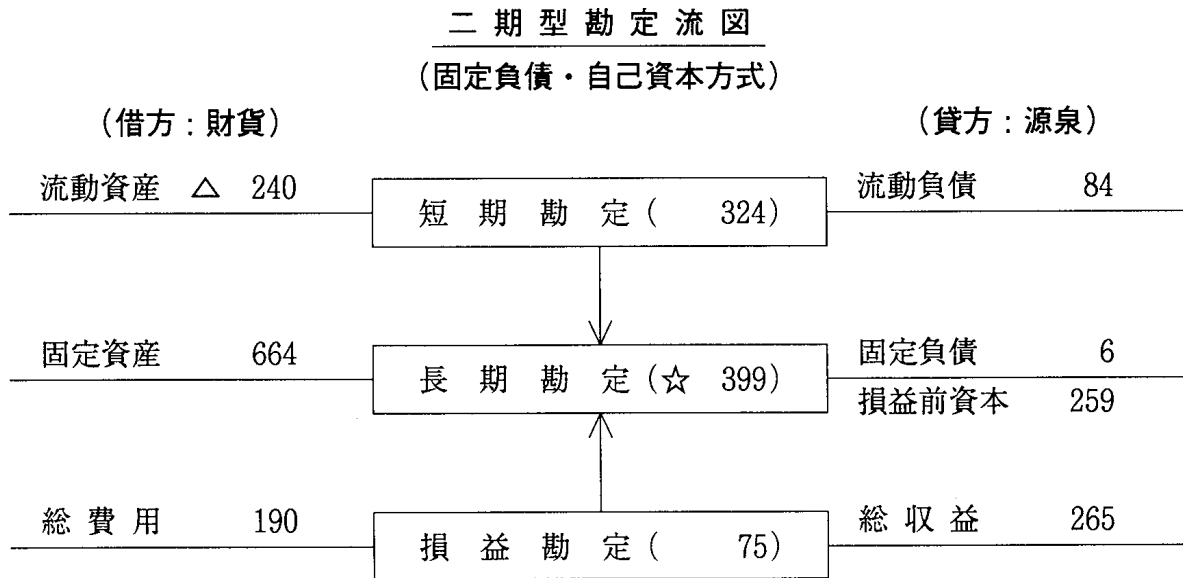 二期型勘定流図
（固定負債・自己資本方式）
（借方：財貨） （貸方：源泉）
流動資産 △ 240 短期勘定（ 324） 流動負債 84
固定資産 664 長期勘定（☆ 399） 固定負債 6
損益前資本 259
総費用 190 損益勘定（ 75） 総収益 265